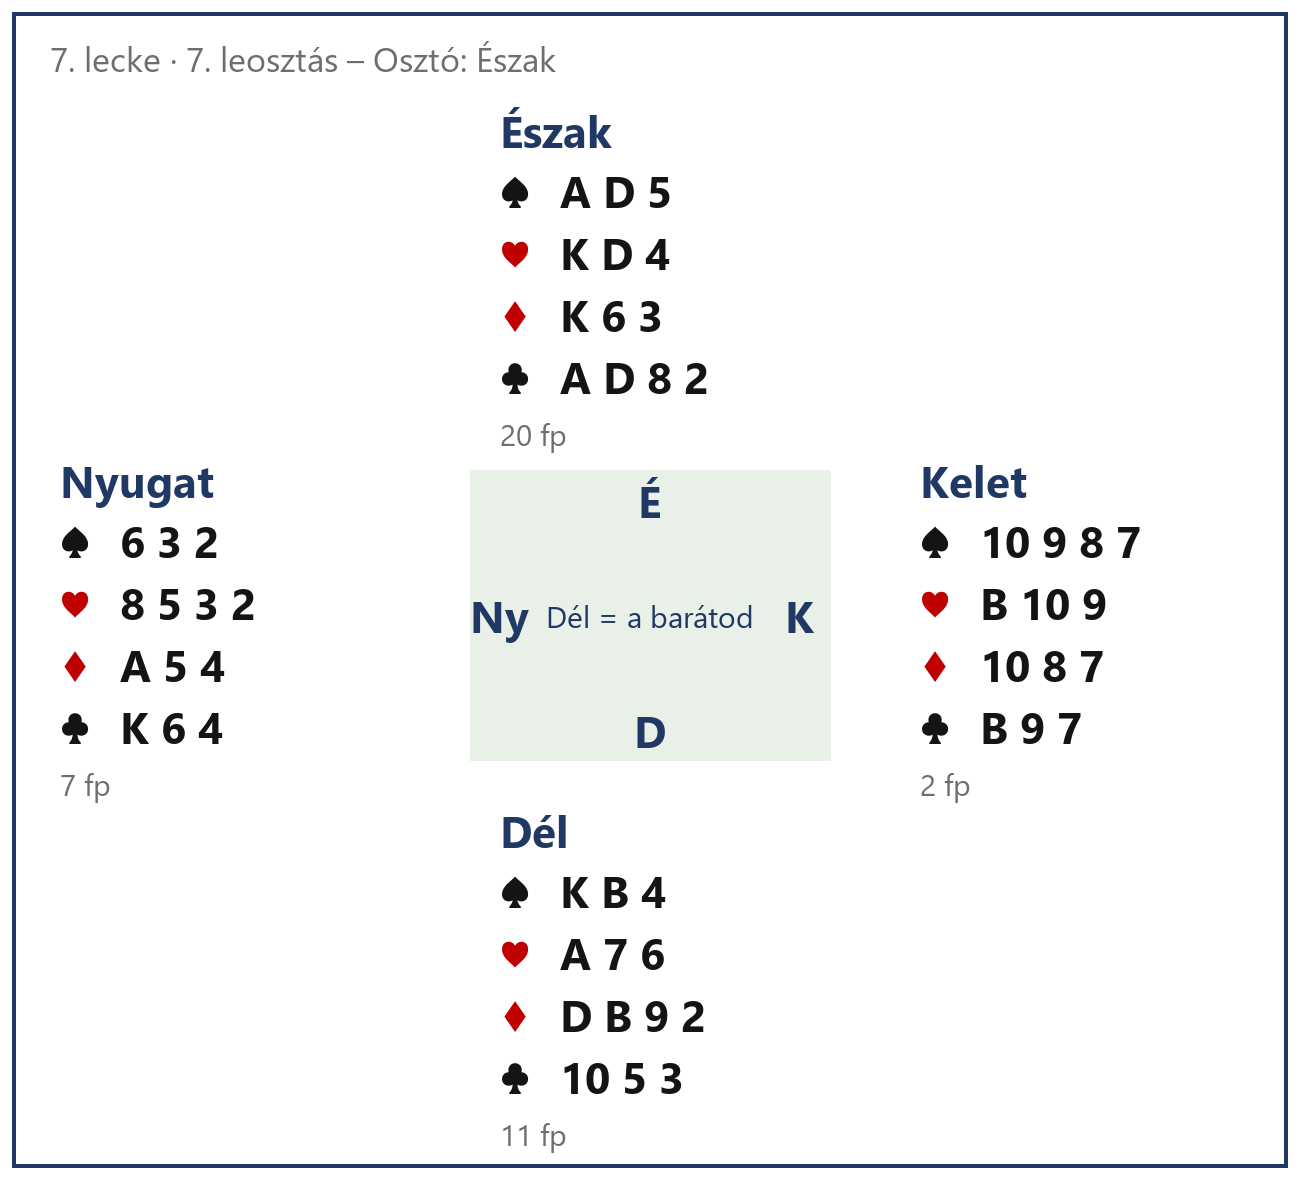 7. lecke · 7. leosztás – Osztó: Észak
Észak
♠ A D 5
♥ K D 4
♦ K 6 3
♣ A D 8 2
20 fp
Nyugat
♠ 6 3 2
♥ 8 5 3 2
♦ A 5 4
♣ K 6 4
7 fp
É
Ny Dél = a barátod K
D
Kelet
♠ 10 9 8 7
♥ B 10 9
♦ 10 8 7
♣ B 9 7
2 fp
Dél
♠ K B 4
♥ A 7 6
♦ D B 9 2
♣ 10 5 3
11 fp